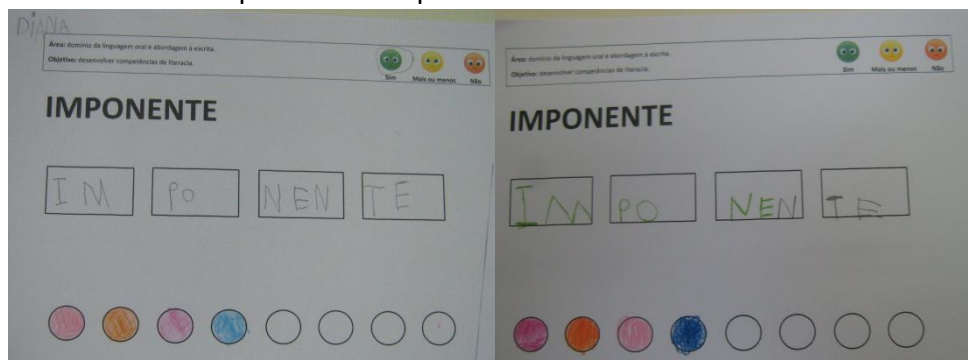 DIANA
Área: domínio da linguagem oral e abordagem à escrita.
Objetivo: desenvolver competências de literacia.
Sim Mais ou menos Não
IMPONENTE
IM PO NEN TE
Área: domínio da linguagem oral e abordagem à escrita.
Objetivo: desenvolver competências de literacia.
Sim Mais ou menos Não
IMPONENTE
IM PO NEN TE